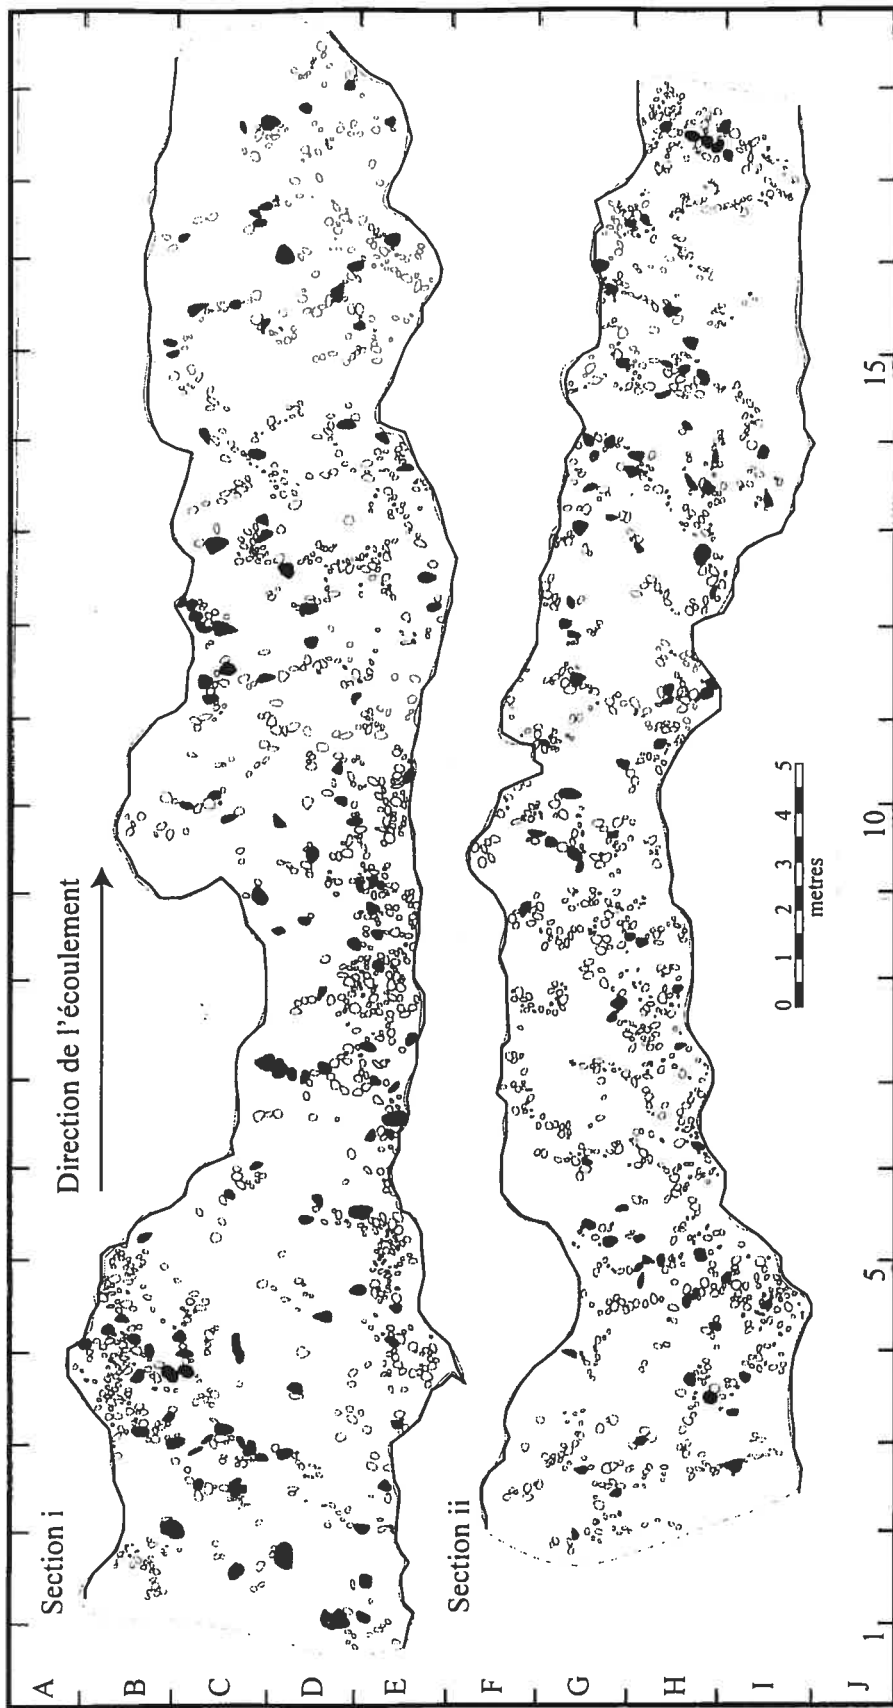 Section i
Direction de l'écoulement
Section ii
0 1 2 3 4 5
metres
A
B
C
D
E
F
G
H
I
J
1 5 10 15